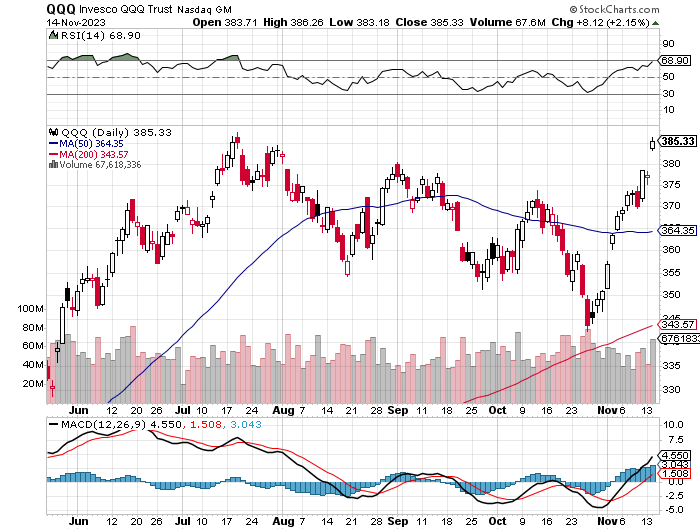 QQQ Invesco QQQ Trust Nasdaq GM © StockCharts.com
14-Nov-2023 Open 383.71 High 386.26 Low 383.18 Close 385.33 Volume 67.6M Chg +8.12 (+2.15%)
RSI(14) 68.90
90
68.90
50
30
10
QQQ (Daily) 385.33
MA(50) 364.35
MA(200) 343.57
Volume 67,618,336
385.33
380
375
370
364.35
360
355
350
345
343.57
6761833
335
330
100M
80M
60M
40M
20M
Jun 12 20 26 Jul 10 17 24 Aug 7 14 21 28 Sep 11 18 25 Oct 9 16 23 Nov 6 13
MACD(12,26,9) 4.550, 1.508, 3.043
10.0
7.5
4.550
3.043
1.508
0.0
-2.5
-5.0
Jun 12 20 26 Jul 10 17 24 Aug 7 14 21 28 Sep 11 18 25 Oct 9 16 23 Nov 6 13